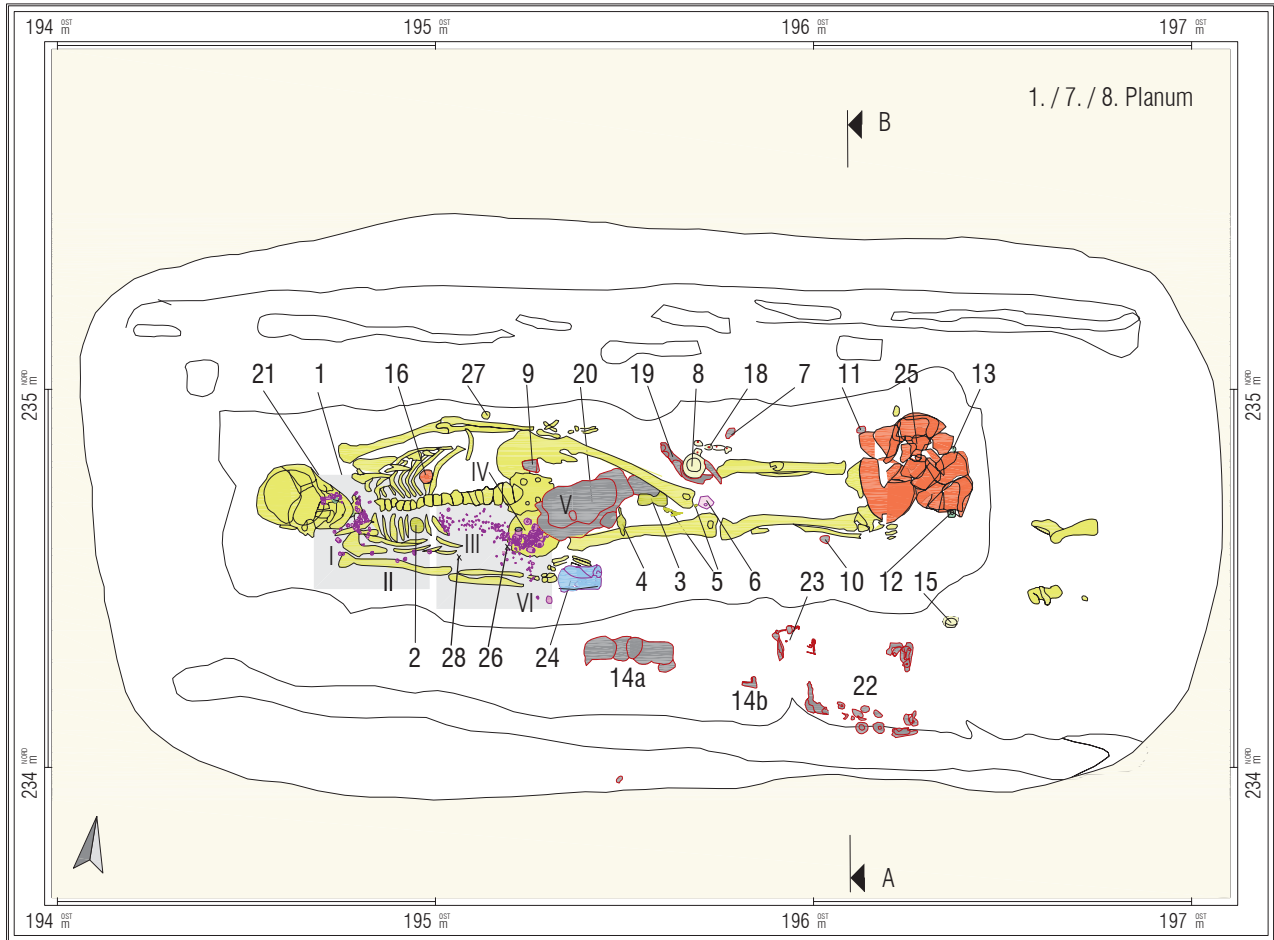 194 OST m 195 OST m 196 OST m 197 OST m
1. / 7. / 8. Planum
B
235 NORD m 235 NORD m
21 1 16 27 9 20 19 8 18 7 11 25 13
IV
V
I II III VI
4 3 5 6 10 12 15
23
2 28 26 24
14a
14b
22
234 NORD m 234 NORD m
A
194 OST m 195 OST m 196 OST m 197 OST m